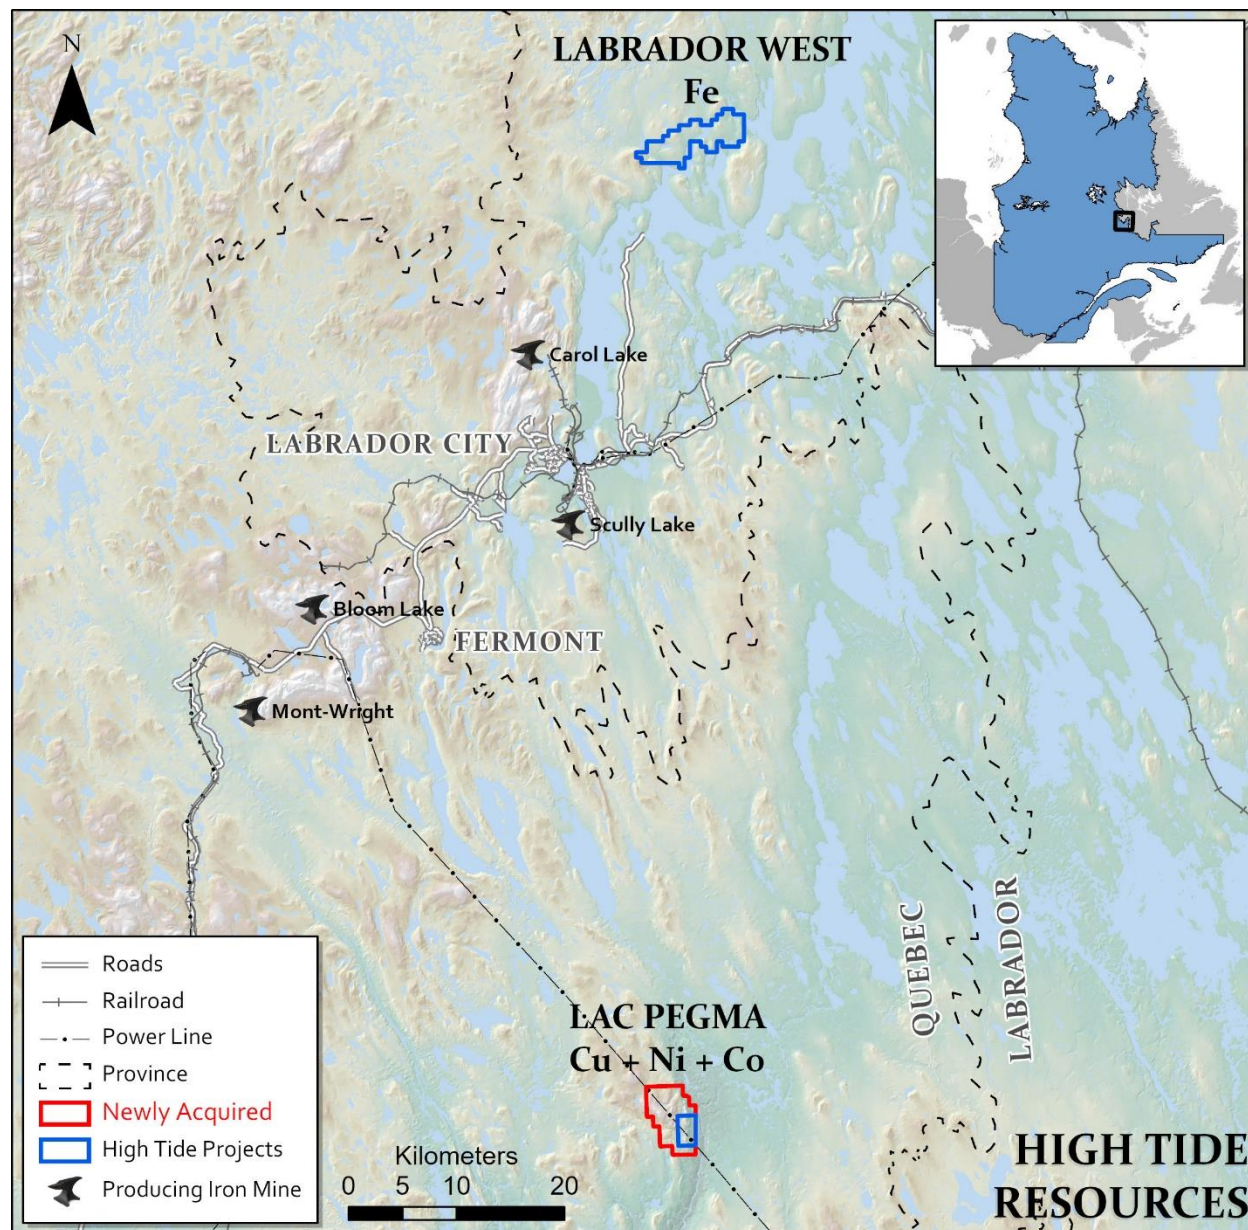 N
LABRADOR WEST
Fe
Carol Lake
LABRADOR CITY
Scully Lake
Bloom Lake
FERMONT
Mont-Wright
QUEBEC
LABRADOR
LAC PEGMA
Cu + Ni + Co
Roads
Railroad
Power Line
Province
Newly Acquired
High Tide Projects
Producing Iron Mine
Kilometers
0 5 10 20
HIGH TIDE
RESOURCES